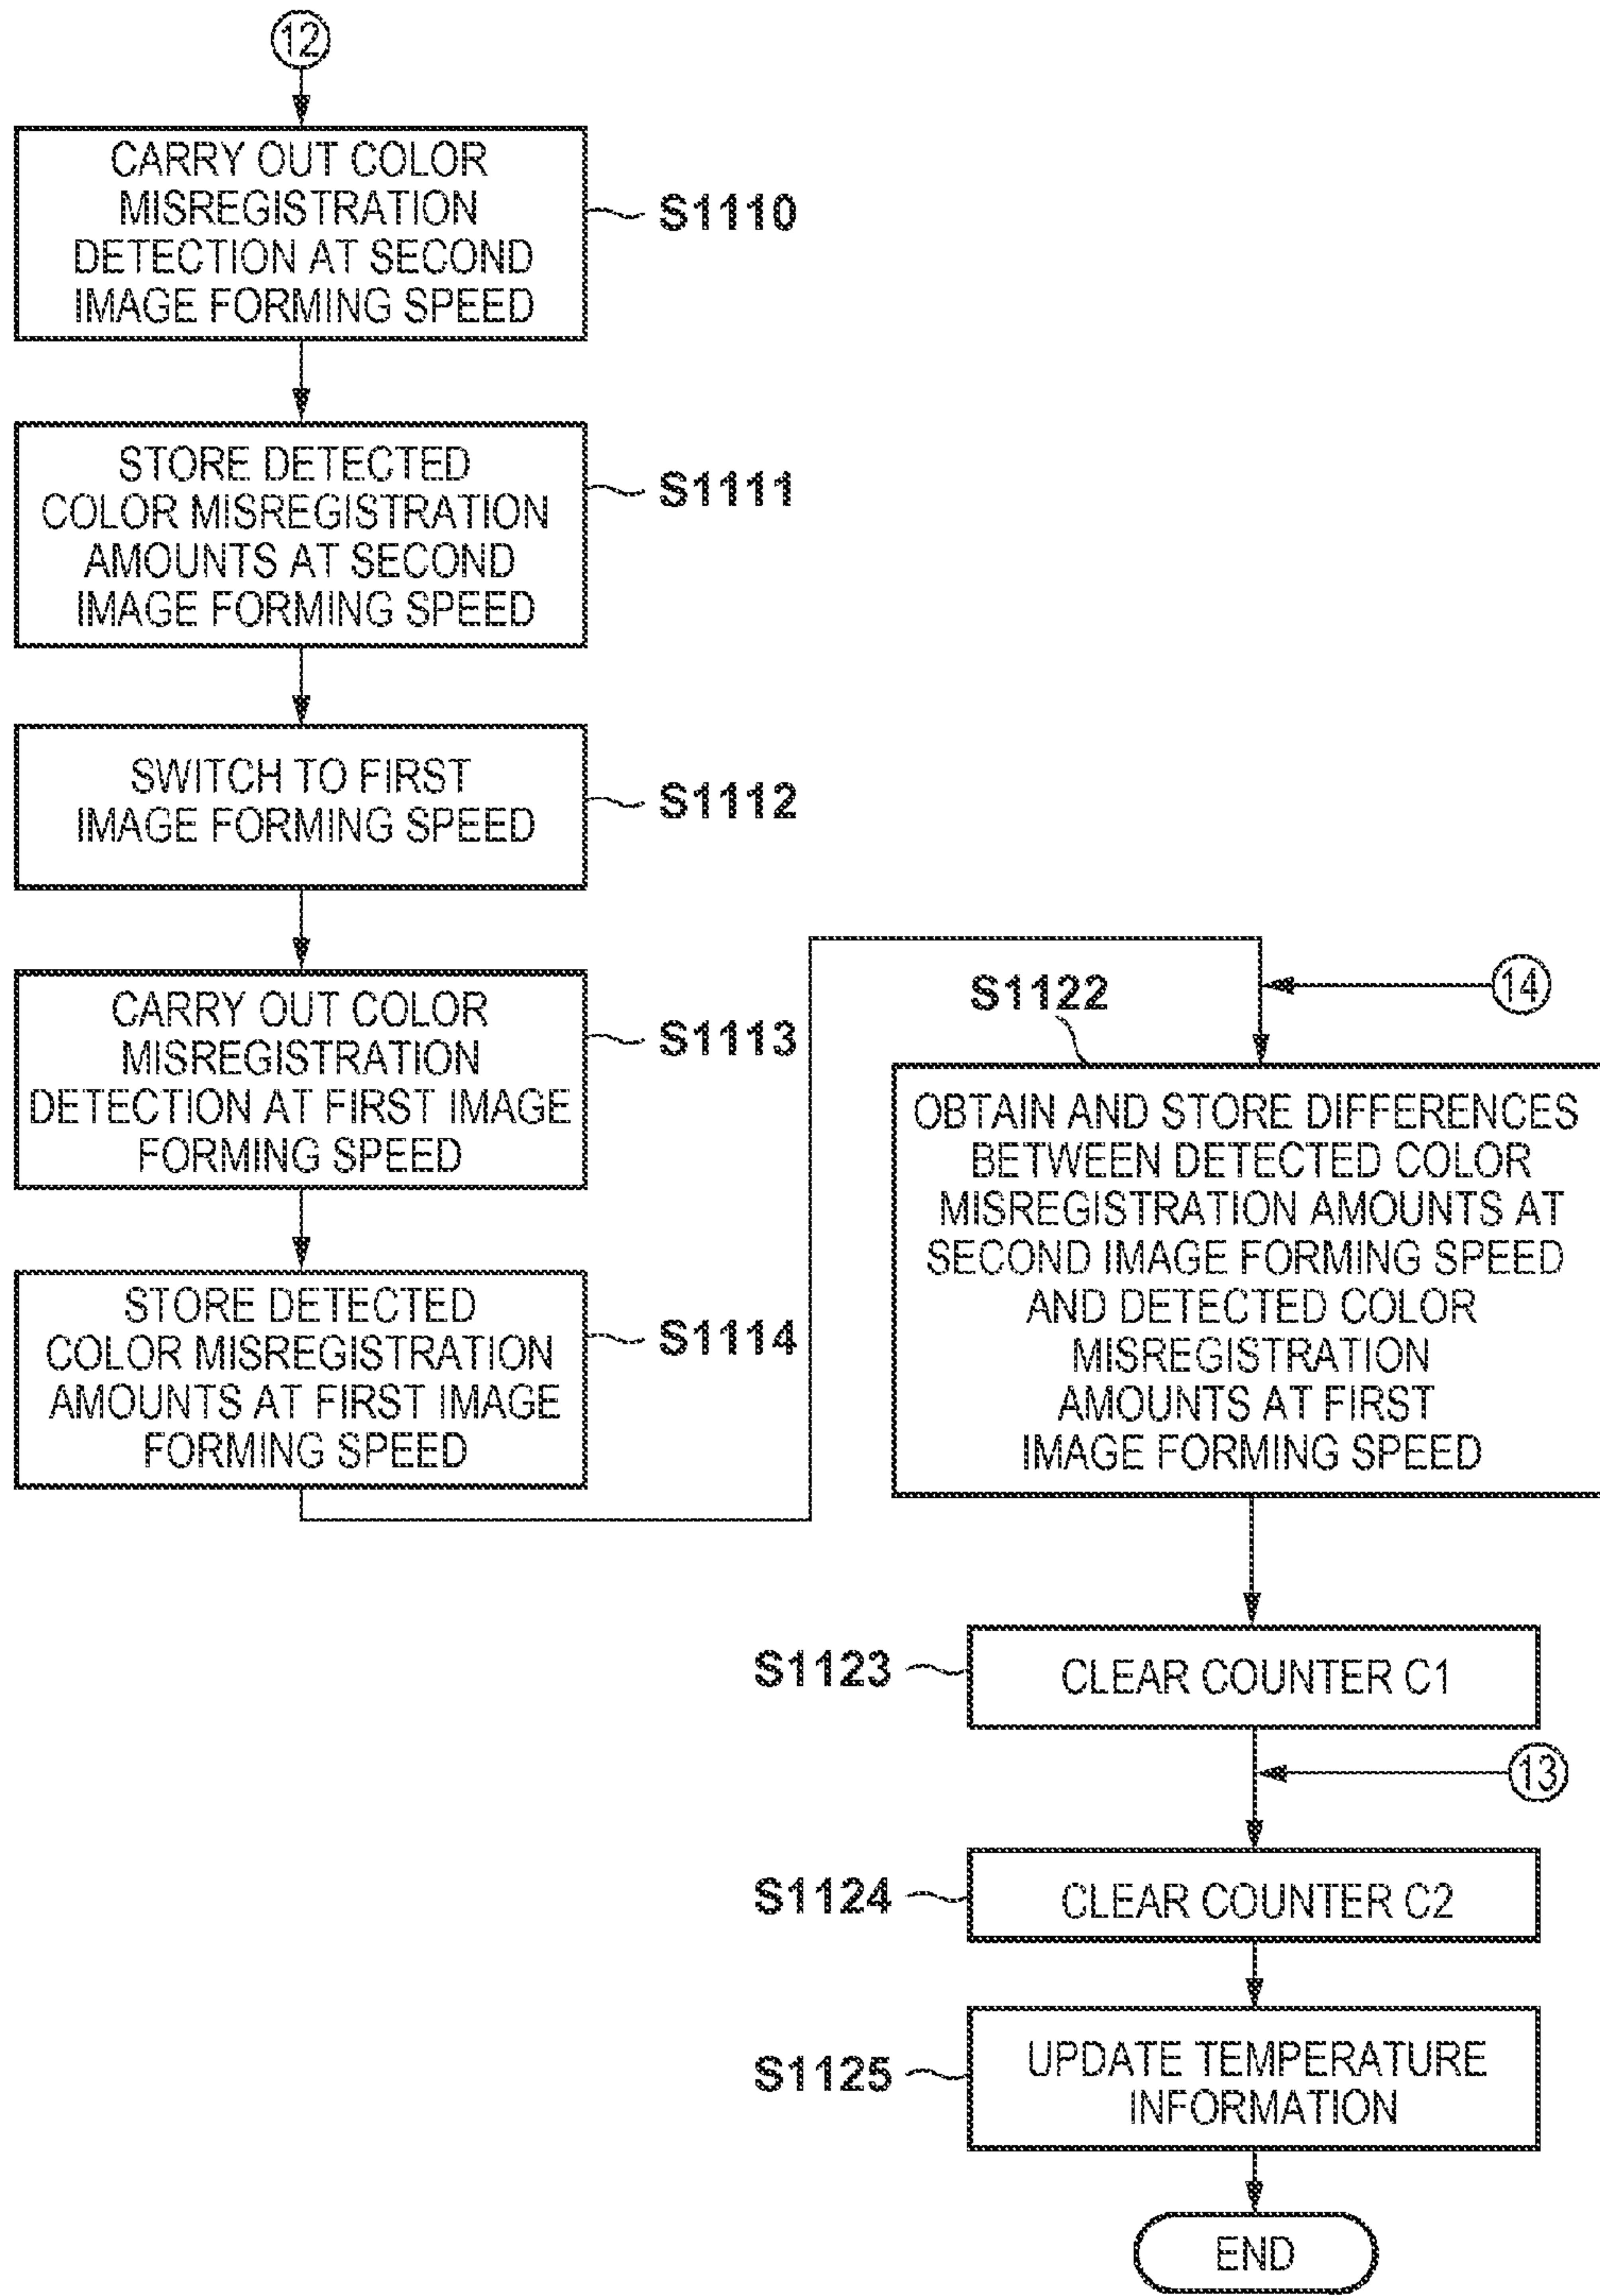 12
CARRY OUT COLOR
MISREGISTRATION
DETECTION AT SECOND
IMAGE FORMING SPEED
S1110
STORE DETECTED
COLOR MISREGISTRATION
AMOUNTS AT SECOND
IMAGE FORMING SPEED
S1111
SWITCH TO FIRST
IMAGE FORMING SPEED
S1112
CARRY OUT COLOR
MISREGISTRATION
DETECTION AT FIRST IMAGE
FORMING SPEED
S1113
STORE DETECTED
COLOR MISREGISTRATION
AMOUNTS AT FIRST IMAGE
FORMING SPEED
S1114
14
S1122
OBTAIN AND STORE DIFFERENCES
BETWEEN DETECTED COLOR
MISREGISTRATION AMOUNTS AT
SECOND IMAGE FORMING SPEED
AND DETECTED COLOR
MISREGISTRATION
AMOUNTS AT FIRST
IMAGE FORMING SPEED
S1123
CLEAR COUNTER C1
13
S1124
CLEAR COUNTER C2
S1125
UPDATE TEMPERATURE
INFORMATION
END